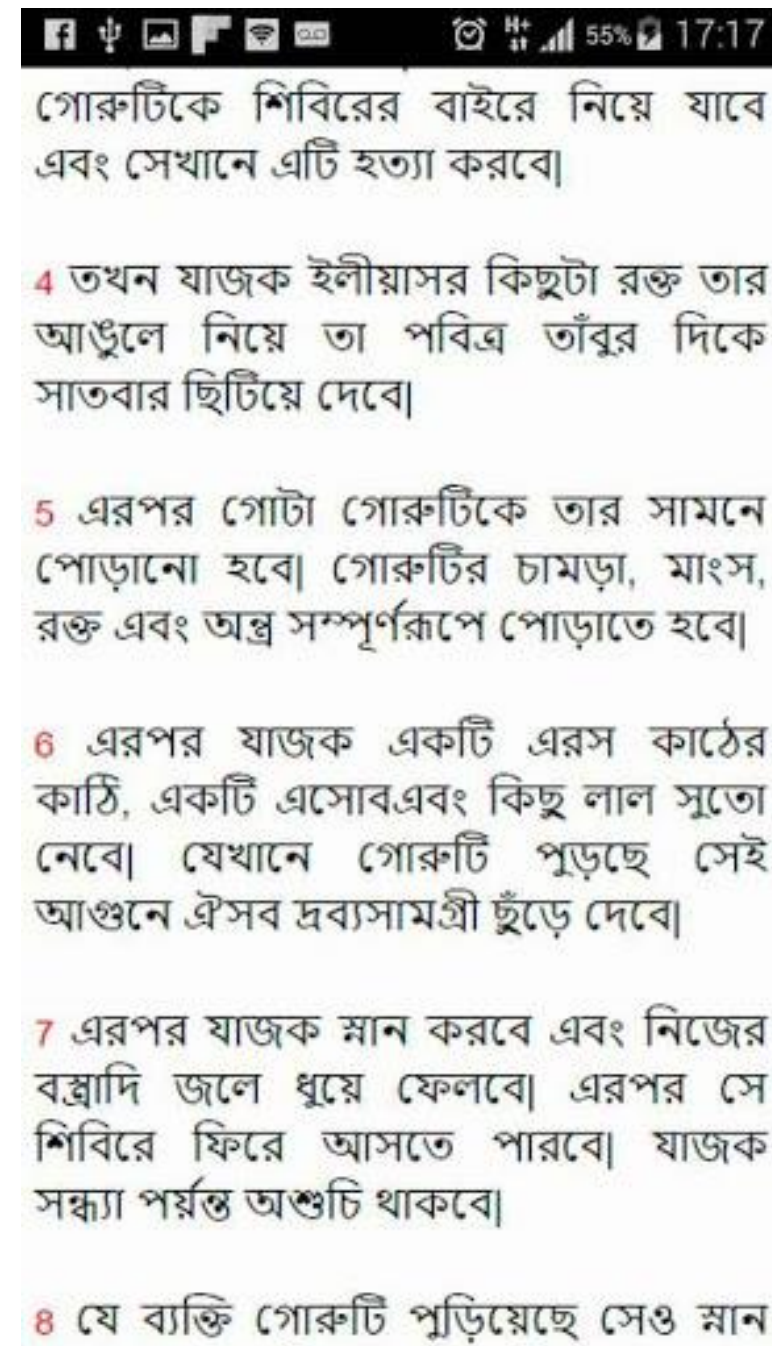 H+ 55% 17:17
গোরুটিকে শিবিরের বাইরে নিয়ে যাবে
এবং সেখানে এটি হত্যা করবে|
4 তখন যাজক ইলীয়াসর কিছুটা রক্ত তার
আঙুলে নিয়ে তা পবিত্র তাঁবুর দিকে
সাতবার ছিটিয়ে দেবে|
5 এরপর গোটা গোরুটিকে তার সামনে
পোড়ানো হবে| গোরুটির চামড়া, মাংস,
রক্ত এবং অন্ত্র সম্পূর্ণরূপে পোড়াতে হবে|
6 এরপর যাজক একটি এরস কাঠের
কাঠি, একটি এসোবএবং কিছু লাল সুতো
নেবে| যেখানে গোরুটি পুড়ছে সেই
আগুনে ঐসব দ্রব্যসামগ্রী ছুঁড়ে দেবে|
7 এরপর যাজক স্নান করবে এবং নিজের
বস্ত্রাদি জলে ধুয়ে ফেলবে| এরপর সে
শিবিরে ফিরে আসতে পারবে| যাজক
সন্ধ্যা পর্য়ন্ত অশুচি থাকবে|
8 যে ব্যক্তি গোরুটি পুড়িয়েছে সেও স্নান